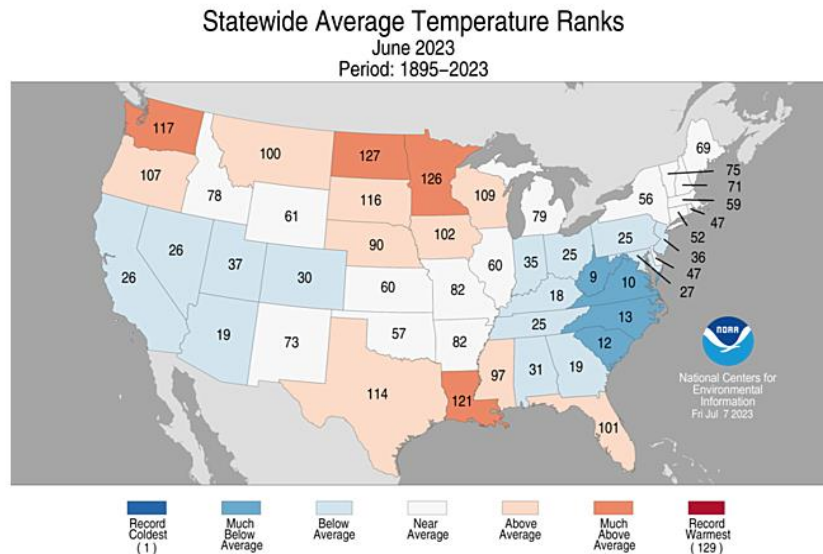 Statewide Average Temperature Ranks
June 2023
Period: 1895–2023
117
127
126
100
69
107
116
109
75
78
71
56
59
61
79
47
90
102
52
26
26
37
30
35
25
25
36
60
60
82
9
10
47
27
18
19
73
57
82
25
13
12
114
121
97
31
19
101
NOAA
National Centers for
Environmental
Information
Fri Jul 7 2023
Record
Coldest
(1)
Much
Below
Average
Below
Average
Near
Average
Above
Average
Much
Above
Average
Record
Warmest
(129)